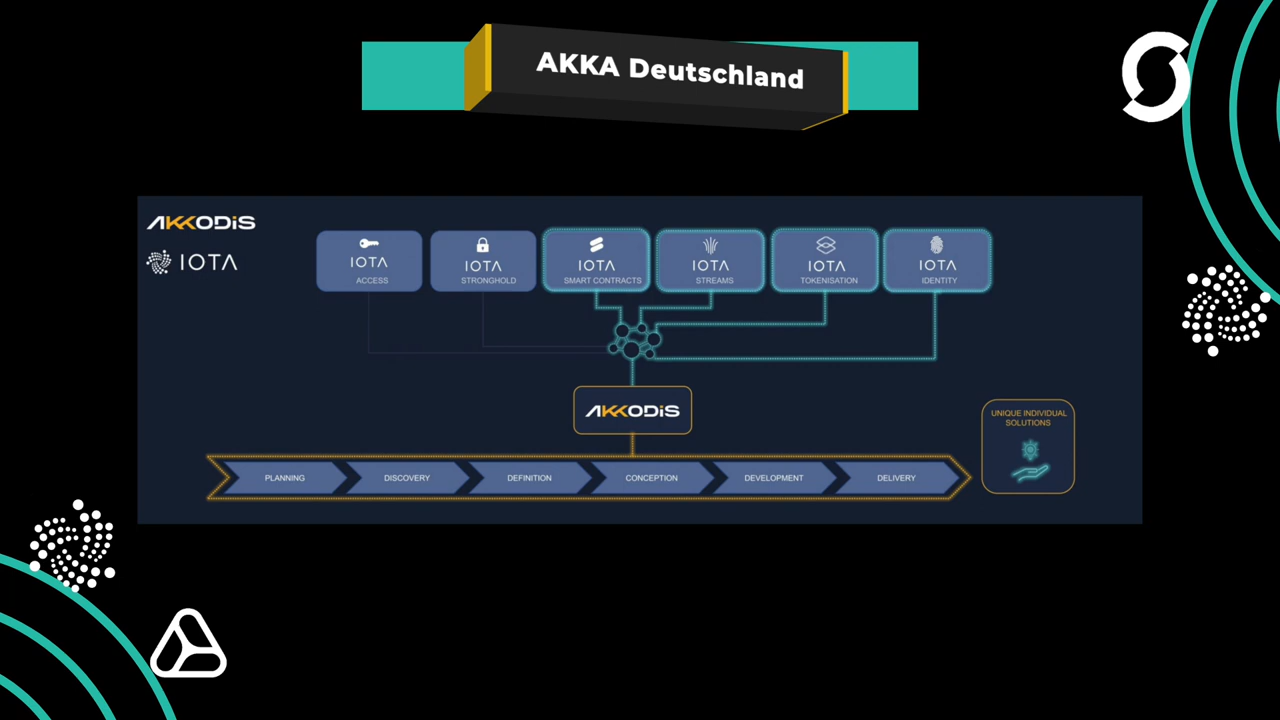 AKKA Deutschland
AKKODiS
IOTA
IOTA
ACCESS
IOTA
STRONGHOLD
IOTA
SMART CONTRACTS
IOTA
STREAMS
IOTA
TOKENISATION
IOTA
IDENTITY
AKKODiS
UNIQUE INDIVIDUAL
SOLUTIONS
PLANNING
DISCOVERY
DEFINITION
CONCEPTION
DEVELOPMENT
DELIVERY